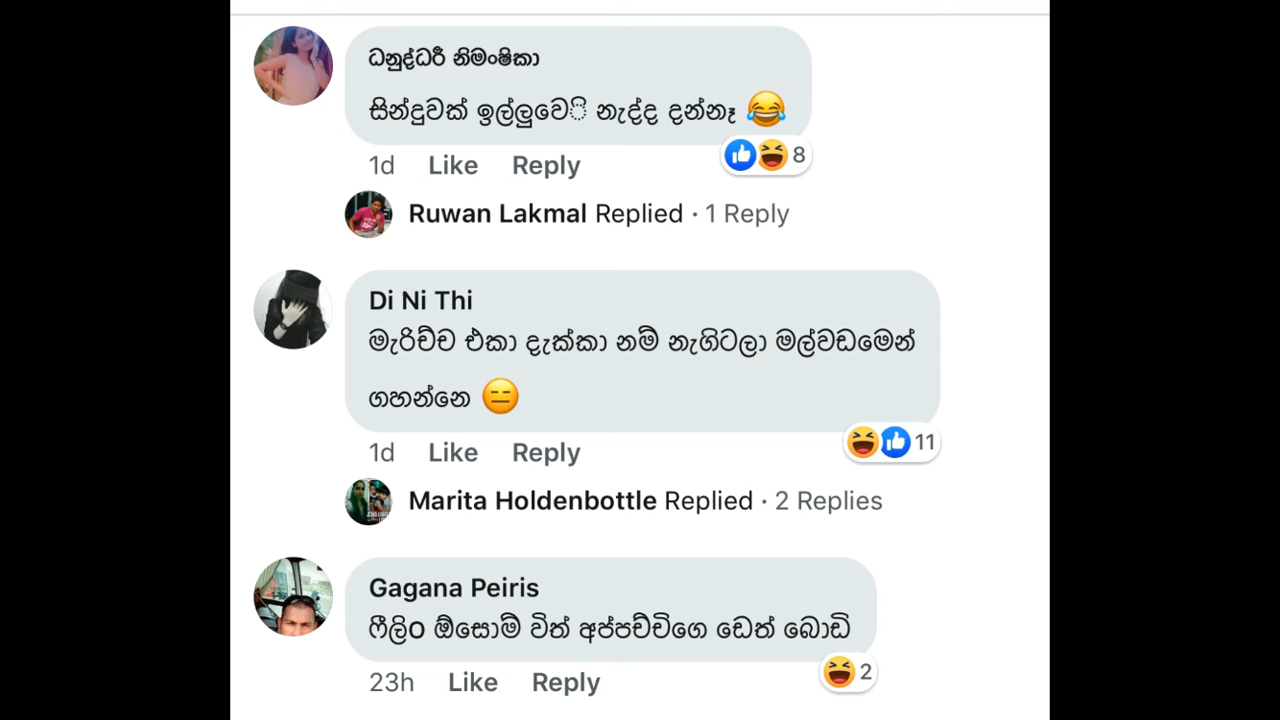 ධනුද්ධරී නිමංෂිකා
සින්දුවක් ඉල්ලුවෙි නැද්ද දන්නෑ 😂
8
1d Like Reply
Ruwan Lakmal Replied · 1 Reply
Di Ni Thi
මැරිච්ච එකා දැක්කා නම් නැගිටලා මල්වඩමෙන්
ගහන්නෙ 😑
11
1d Like Reply
Marita Holdenbottle Replied · 2 Replies
Gagana Peiris
ෆීලිං ඕසොම් විත් අප්පච්චිගෙ ඩෙත් බොඩි
2
23h Like Reply